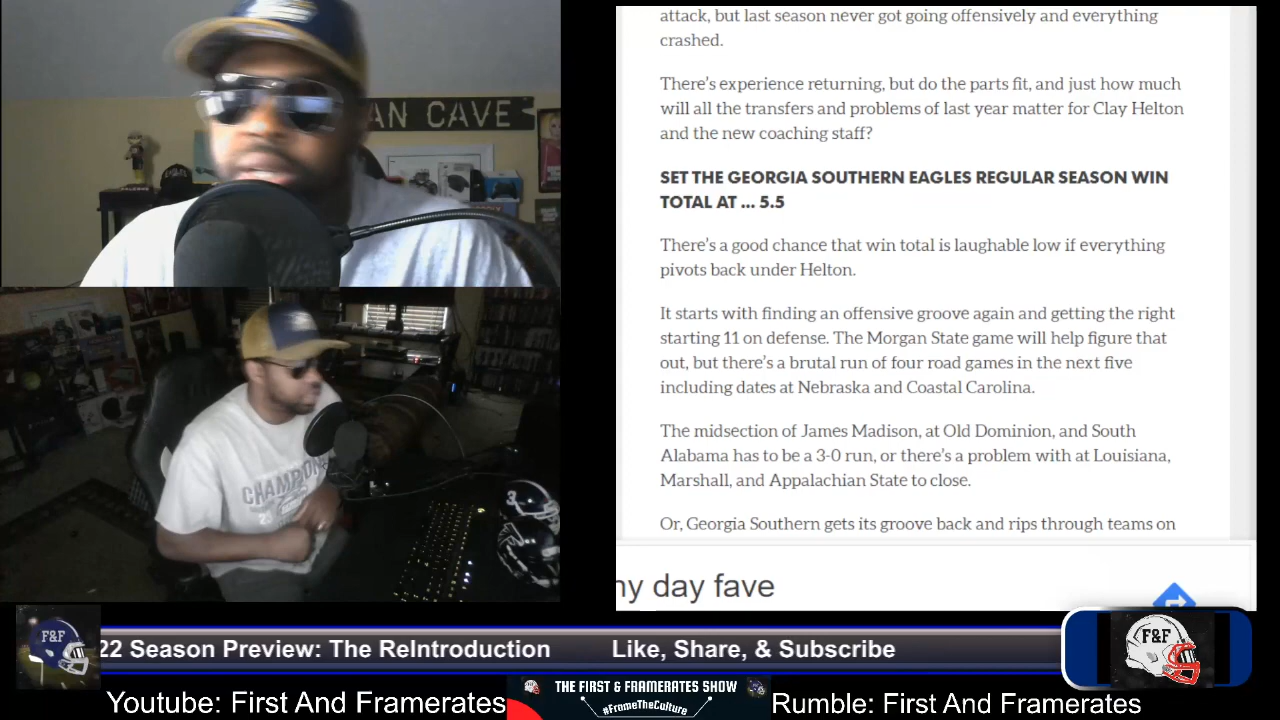 AN CAVE
CHAMPIONS
3
attack, but last season never got going offensively and everything
crashed.
There's experience returning, but do the parts fit, and just how much
will all the transfers and problems of last year matter for Clay Helton
and the new coaching staff?
SET THE GEORGIA SOUTHERN EAGLES REGULAR SEASON WIN
TOTAL AT ... 5.5
There's a good chance that win total is laughable low if everything
pivots back under Helton.
It starts with finding an offensive groove again and getting the right
starting 11 on defense. The Morgan State game will help figure that
out, but there's a brutal run of four road games in the next five
including dates at Nebraska and Coastal Carolina.
The midsection of James Madison, at Old Dominion, and South
Alabama has to be a 3-0 run, or there's a problem with at Louisiana,
Marshall, and Appalachian State to close.
Or, Georgia Southern gets its groove back and rips through teams on
ny day fave
F&F
22 Season Preview: The ReIntroduction
Like, Share, & Subscribe
F&F
Youtube: First And Framerates
THE FIRST & FRAMERATES SHOW
#FrameTheCulture
Rumble: First And Framerates